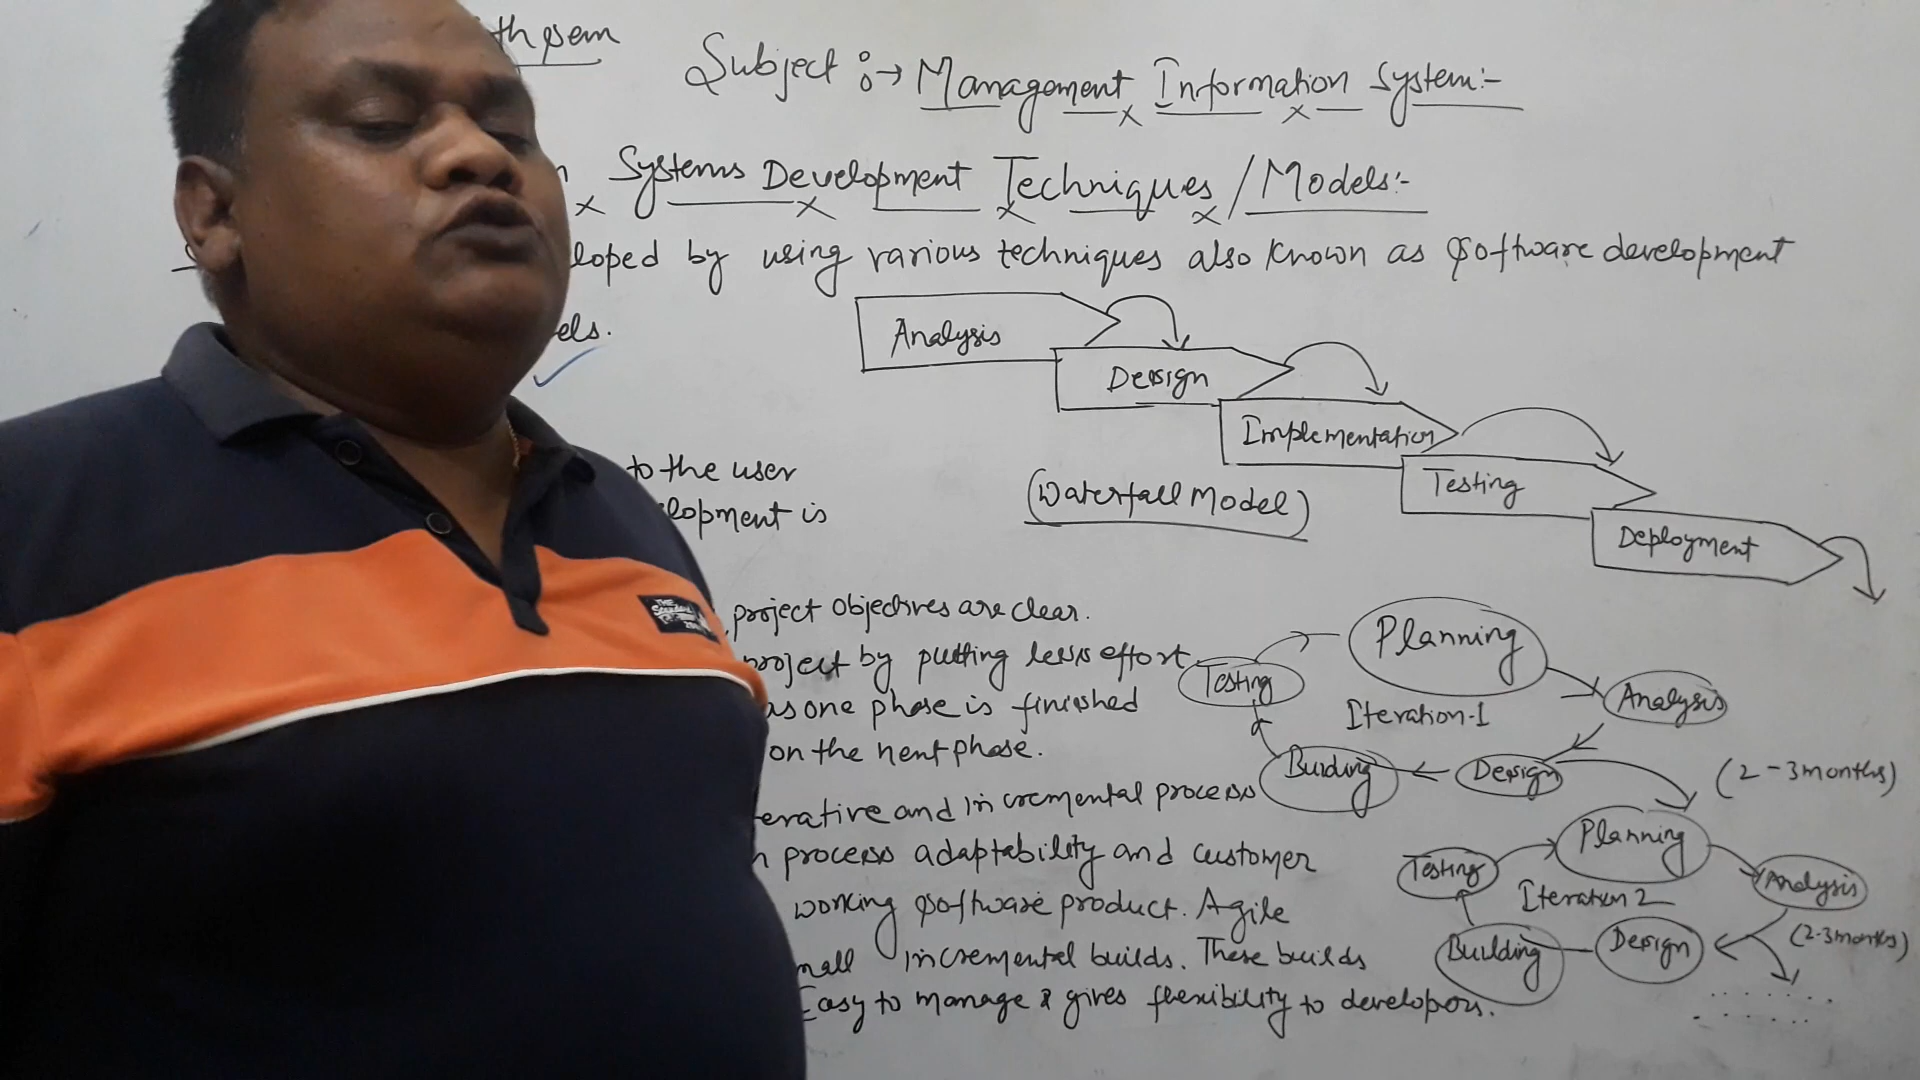 th sem
Subject :→ Management Information System:-
Systems Development Techniques / Models:-
loped by using various techniques also known as software development
els.
Analysis
Design
Implementation
Testing
Deployment
(Waterfall Model)
to the user
lopment is
project objectives are clear.
project by putting less effort
as one phase is finished
on the next phase.
erative and incremental process
n process adaptability and customer
working software product. Agile
mall incremental builds. These builds
Easy to manage & gives flexibility to developers.
Planning
Testing
Analysis
Iteration-1
Building
Design
(2-3 months)
Planning
Testing
Analysis
Iteration 2
Building
Design
(2-3 months)
THE